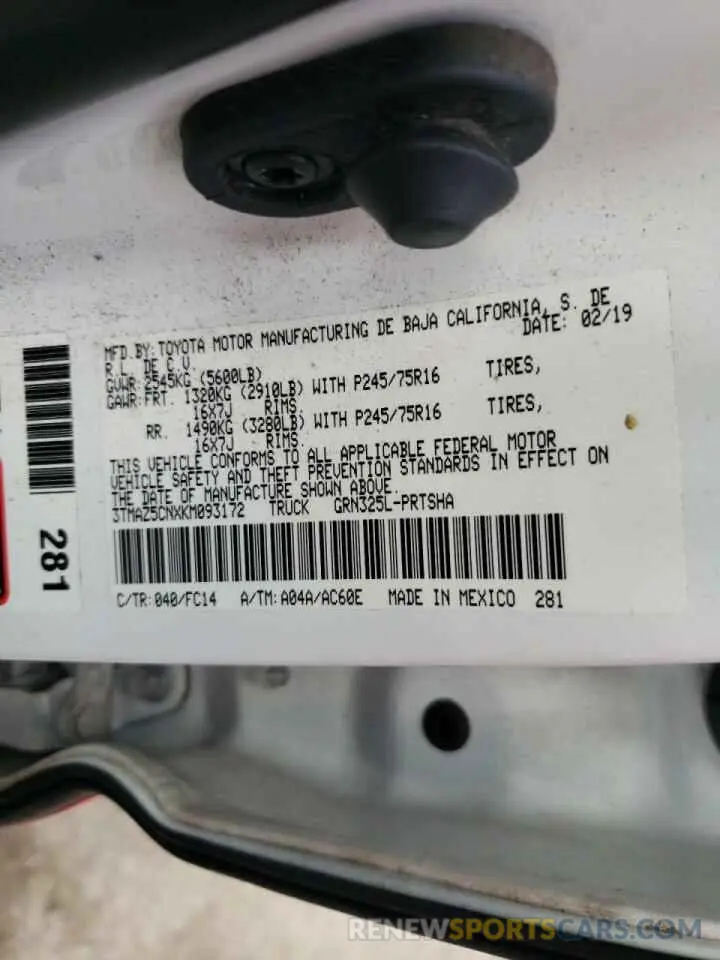 MFD.BY:TOYOTA MOTOR MANUFACTURING DE BAJA CALIFORNIA, S. DE
R.L. DE C.V. DATE: 02/19
GVWR:2545KG (5600LB)
GAWR:FRT. 1320KG (2910LB) WITH P245/75R16 TIRES,
16X7J RIMS.
RR. 1490KG (3280LB) WITH P245/75R16 TIRES,
16X7J RIMS.
THIS VEHICLE CONFORMS TO ALL APPLICABLE FEDERAL MOTOR
VEHICLE SAFETY AND THEFT PREVENTION STANDARDS IN EFFECT ON
THE DATE OF MANUFACTURE SHOWN ABOVE.
3TMAZ5CNXKM093172 TRUCK GRN325L-PRTSHA
C/TR:040/FC14 A/TM:A04A/AC60E MADE IN MEXICO 281
281
RENEWSPORTSCARS.COM